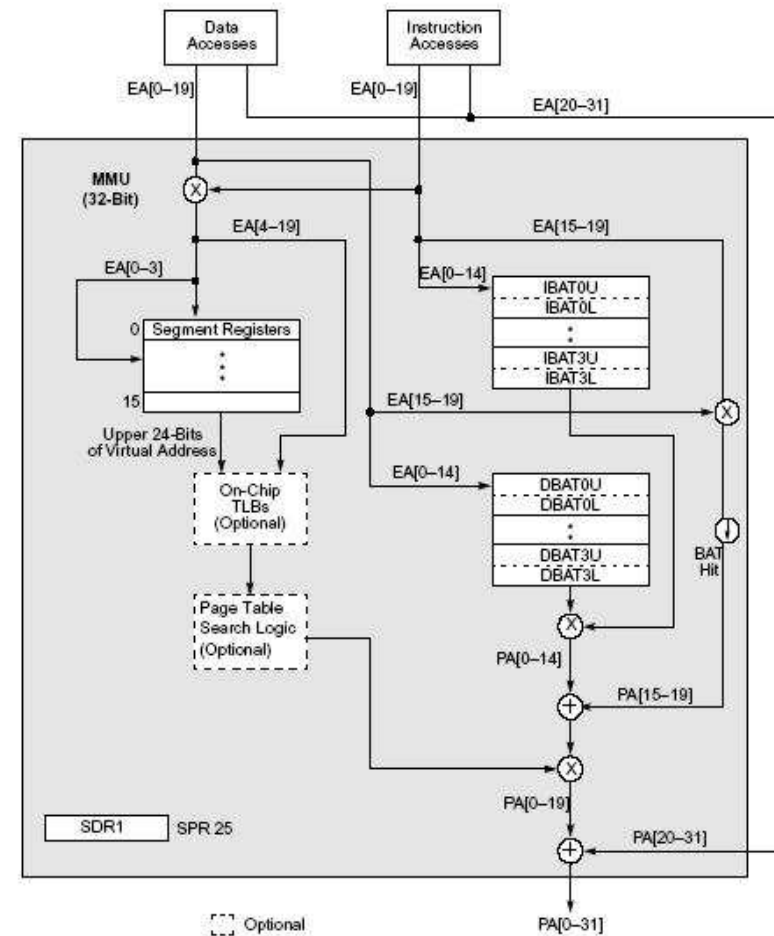 Data
Accesses
Instruction
Accesses
EA[0–19]
EA[0–19]
EA[20–31]
MMU
(32-Bit)
X
EA[4–19]
EA[15–19]
EA[0–3]
EA[0–14]
IBAT0U
IBAT0L
IBAT3U
IBAT3L
0
Segment Registers
15
EA[15–19]
X
Upper 24-Bits
of Virtual Address
EA[0–14]
On-Chip
TLBs
(Optional)
DBAT0U
DBAT0L
DBAT3U
DBAT3L
BAT
Hit
Page Table
Search Logic
(Optional)
X
PA[0–14]
+
PA[15–19]
X
PA[0–19]
SDR1
SPR 25
+
PA[20–31]
Optional
PA[0–31]